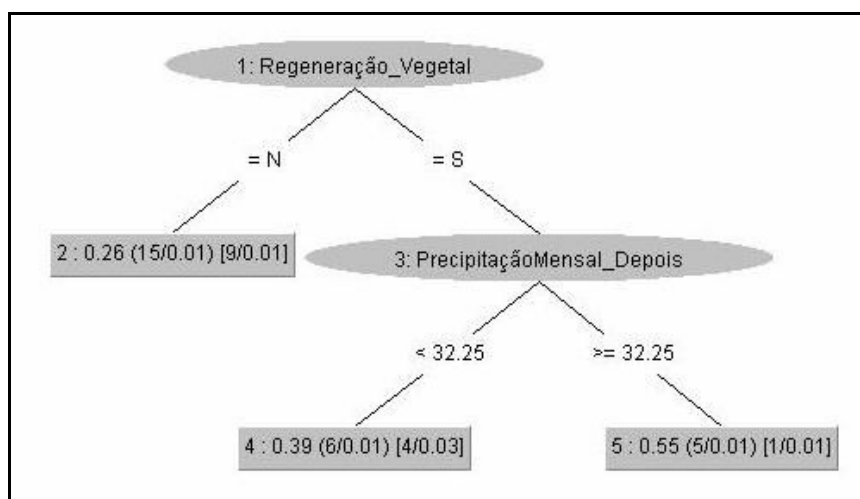 1: Regeneração_Vegetal
= N
= S
2 : 0.26 (15/0.01) [9/0.01]
3: PrecipitaçãoMensal_Depois
< 32.25
>= 32.25
4 : 0.39 (6/0.01) [4/0.03]
5 : 0.55 (5/0.01) [1/0.01]